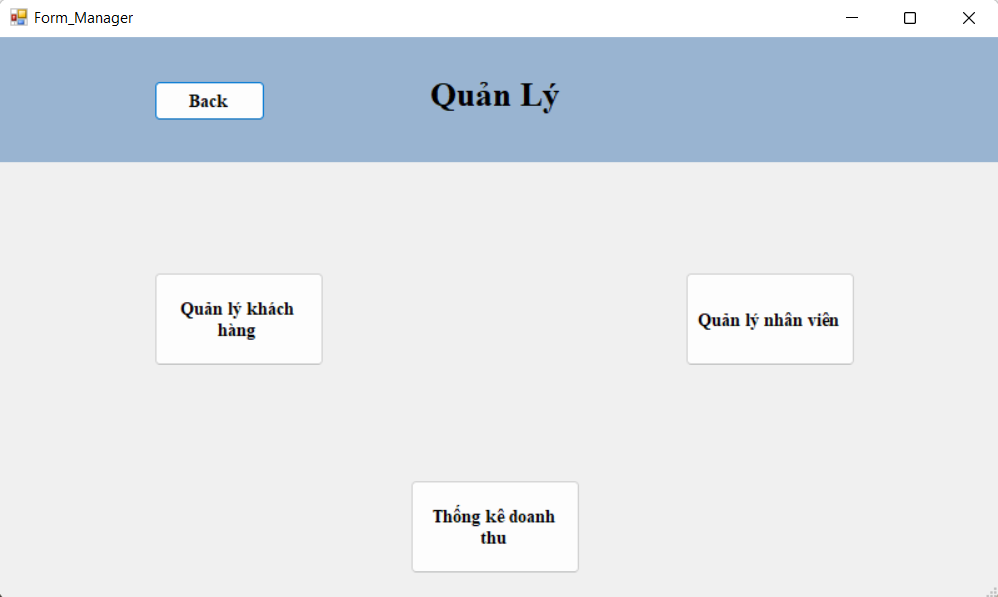 Form_Manager
Back
Quản Lý
Quản lý khách
hàng
Quản lý nhân viên
Thống kê doanh
thu